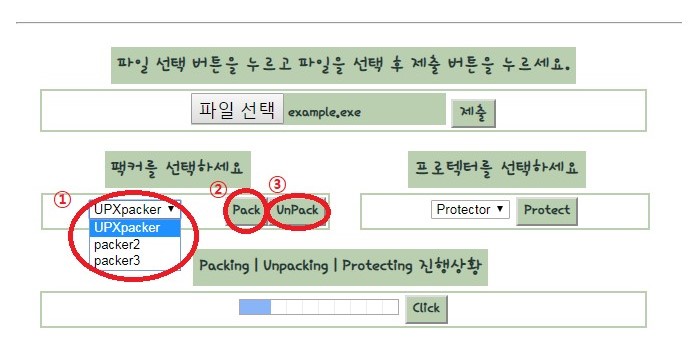 파일 선택 버튼을 누르고 파일을 선택 후 제출 버튼을 누르세요.
파일 선택 example.exe 제출
팩커를 선택하세요 프로텍터를 선택하세요
① UPXpacker ▼ ② Pack ③ UnPack Protector ▼ Protect
UPXpacker
packer2
packer3
Packing | Unpacking | Protecting 진행상황
Click